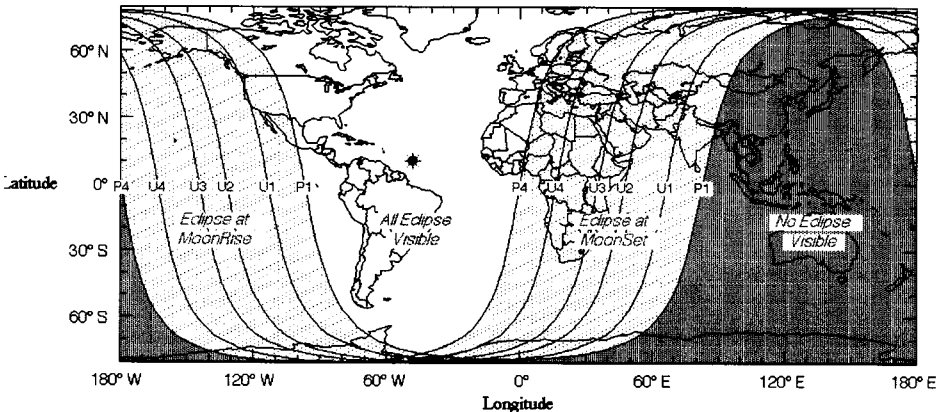 60° N
30° N
Latitude 0°
P4 U4 U3 U2 U1 P1 P4 U4 U3 U2 U1 P1
Eclipse at
MoonRise
All Eclipse
Visible
Eclipse at
MoonSet
No Eclipse
Visible
30° S
60° S
180° W 120° W 60° W 0° 60° E 120° E 180° E
Longitude